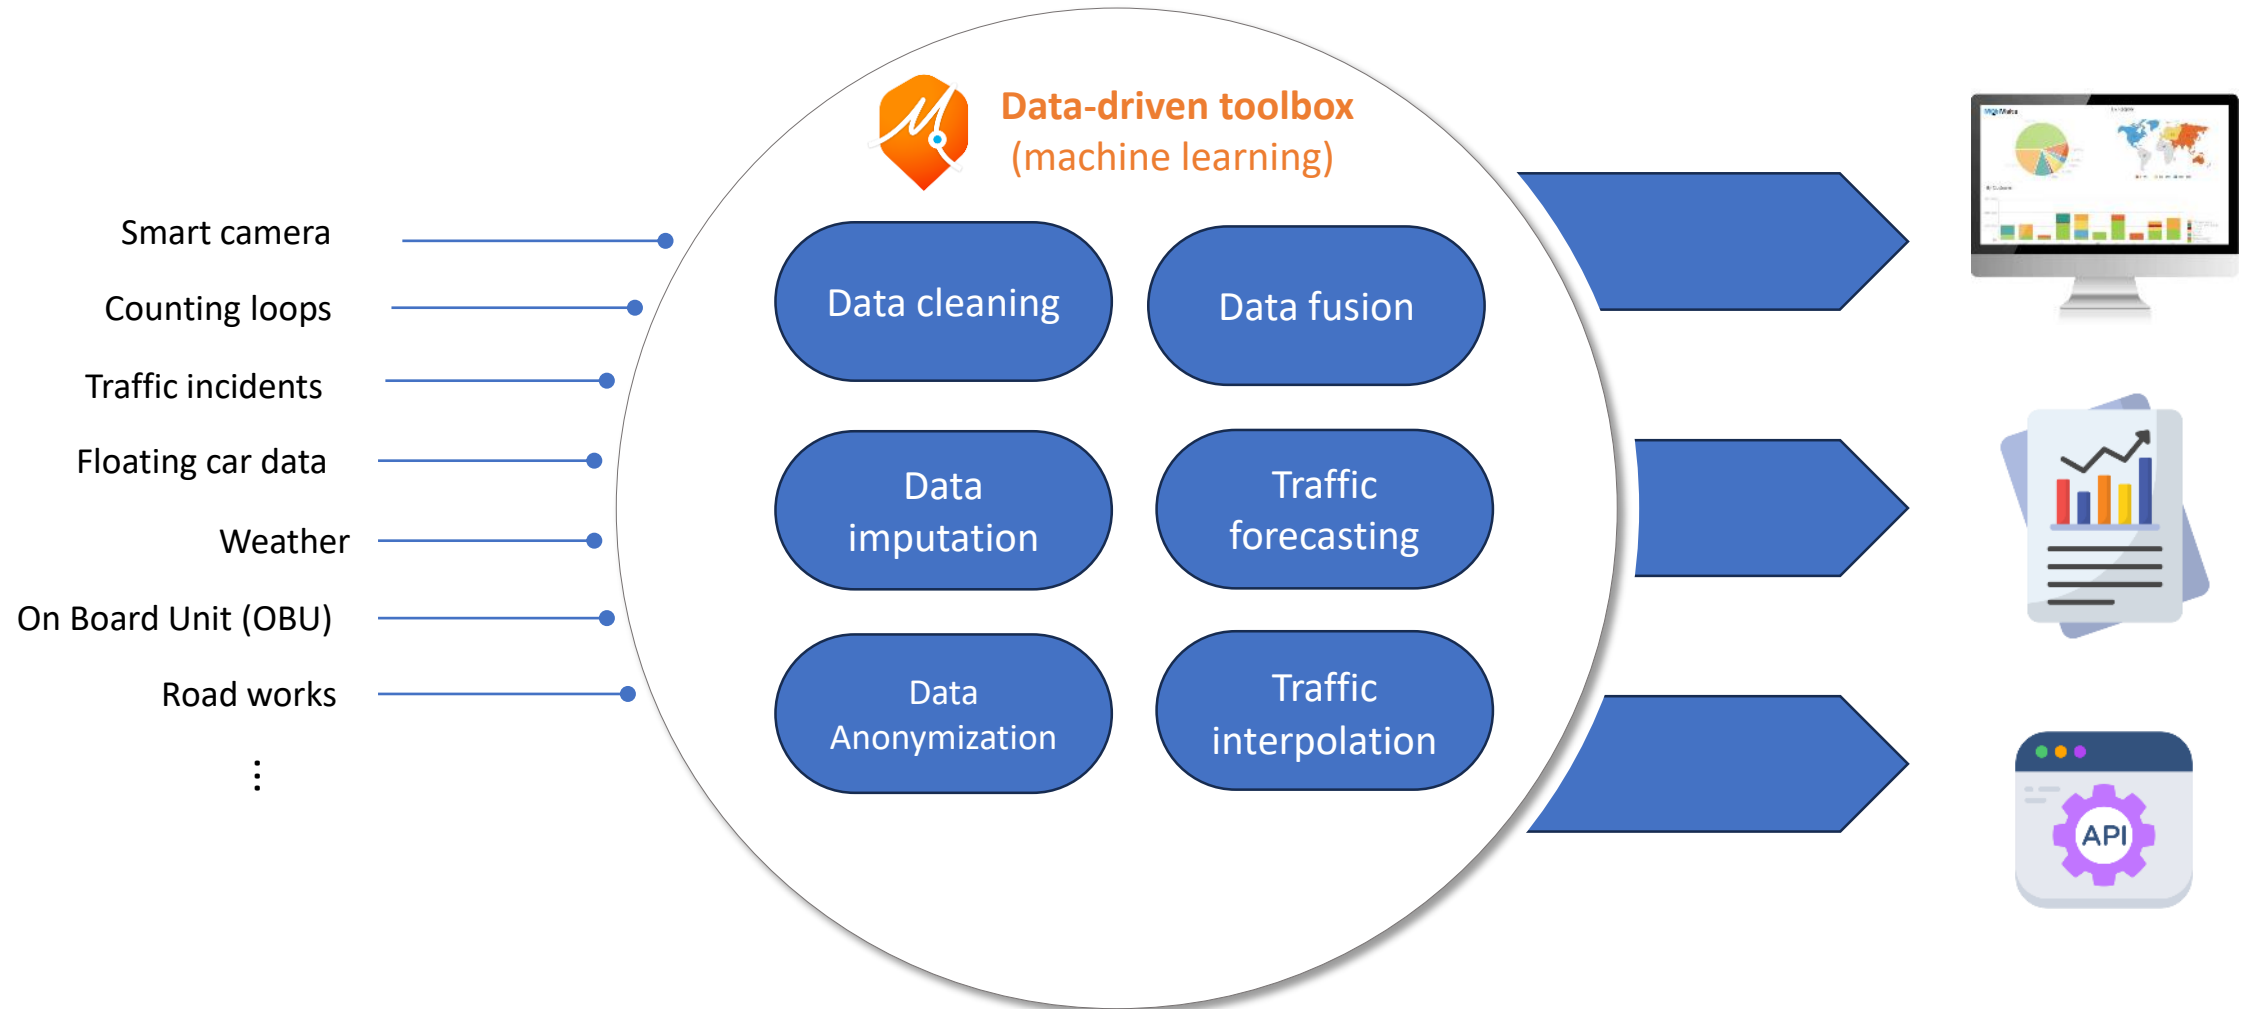 Data-driven toolbox
(machine learning)
Smart camera
Counting loops
Traffic incidents
Floating car data
Weather
On Board Unit (OBU)
Road works
⋮
Data cleaning
Data fusion
Data
imputation
Traffic
forecasting
Data
Anonymization
Traffic
interpolation
API